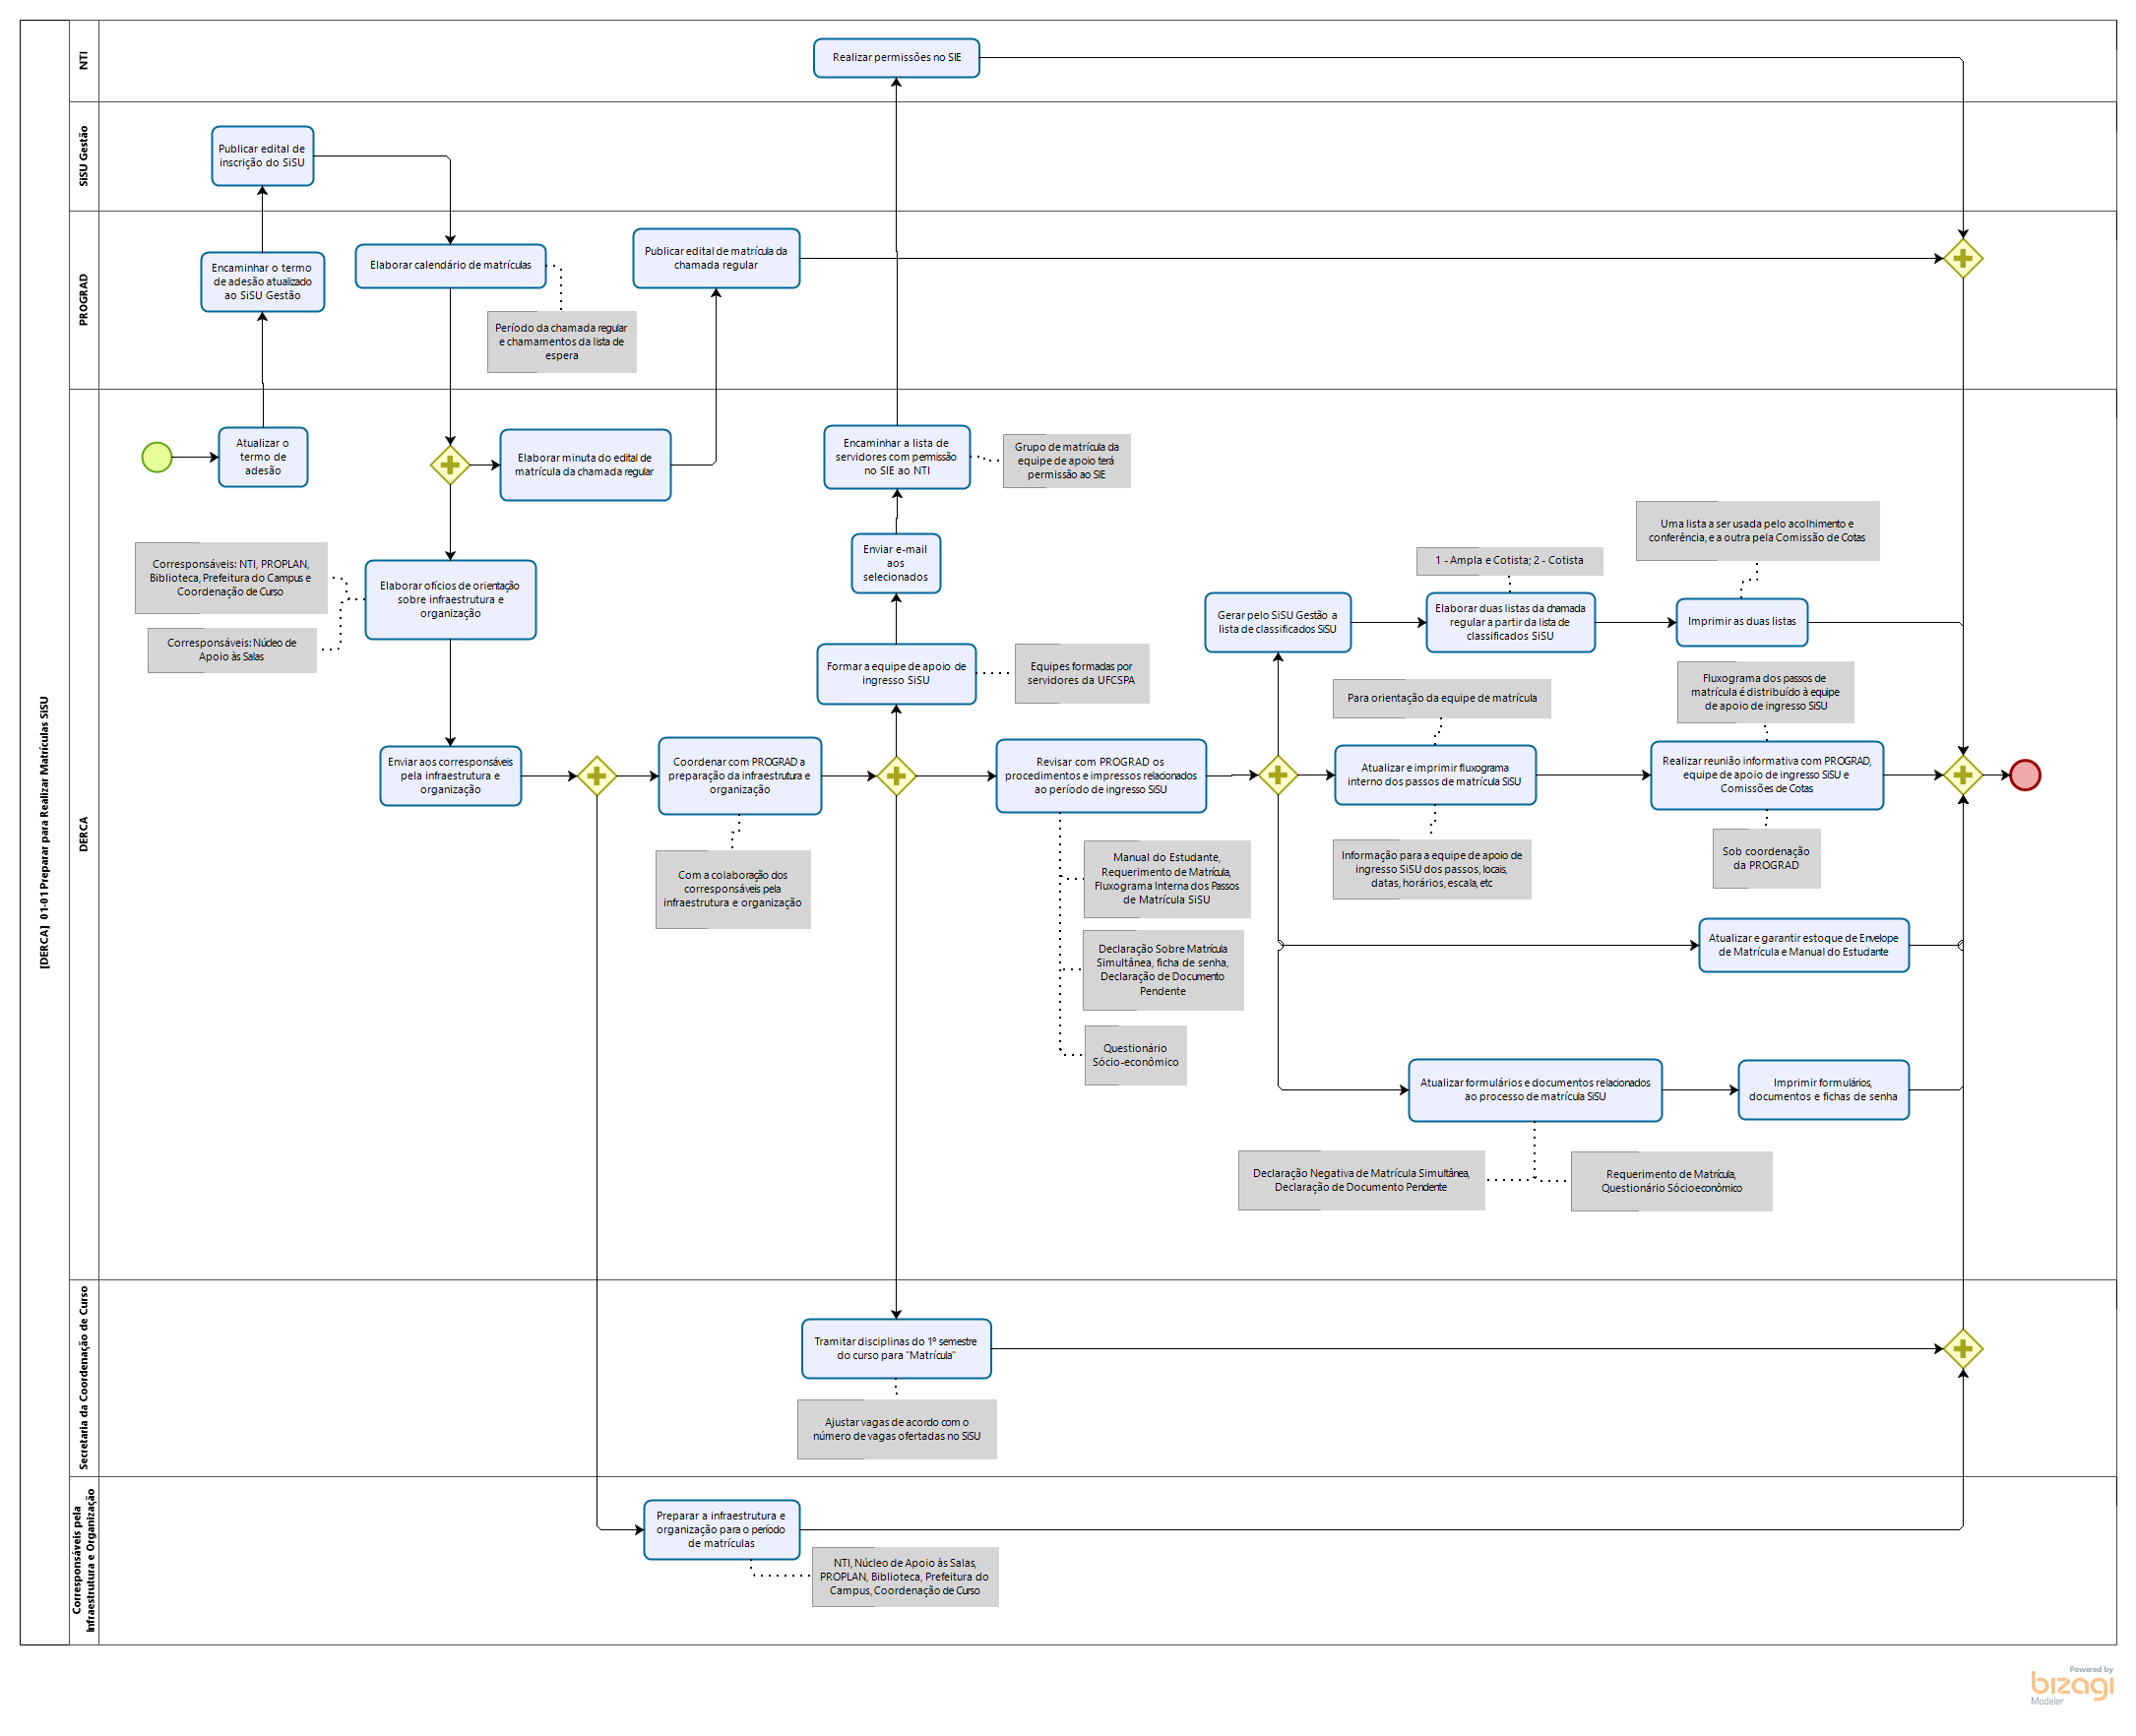 [DERCA] 01-01 Preparar para Realizar Matrículas SiSU
NTI
Realizar permissões no SIE
SiSU Gestão
Publicar edital de
inscrição do SiSU
PROGRAD
Encaminhar o termo
de adesão atualizado
ao SiSU Gestão
Elaborar calendário de matrículas
Período da chamada regular
e chamamentos da lista de
espera
Publicar edital de matrícula da
chamada regular
DERCA
Atualizar o
termo de
adesão
Elaborar minuta do edital de
matrícula da chamada regular
Corresponsáveis: NTI, PROPLAN,
Biblioteca, Prefeitura do Campus e
Coordenação de Curso
Corresponsáveis: Núcleo de
Apoio às Salas
Elaborar ofícios de orientação
sobre infraestrutura e
organização
Enviar aos corresponsáveis
pela infraestrutura e
organização
Coordenar com PROGRAD a
preparação da infraestrutura e
organização
Com a colaboração dos
corresponsáveis pela
infraestrutura e organização
Encaminhar a lista de
servidores com permissão
no SIE ao NTI
Grupo de matrícula da
equipe de apoio terá
permissão ao SIE
Enviar e-mail
aos
selecionados
Formar a equipe de apoio de
ingresso SiSU
Equipes formadas por
servidores da UFCSPA
Revisar com PROGRAD os
procedimentos e impressos relacionados
ao período de ingresso SiSU
Manual do Estudante,
Requerimento de Matrícula,
Fluxograma Interna dos Passos
de Matrícula SiSU
Declaração Sobre Matrícula
Simultânea, ficha de senha,
Declaração de Documento
Pendente
Questionário
Sócio-econômico
Gerar pelo SiSU Gestão a
lista de classificados SiSU
1 - Ampla e Cotista; 2 - Cotista
Elaborar duas listas da chamada
regular a partir da lista de
classificados SiSU
Uma lista a ser usada pelo acolhimento e
conferência, e a outra pela Comissão de Cotas
Imprimir as duas listas
Para orientação da equipe de matrícula
Atualizar e imprimir fluxograma
interno dos passos de matrícula SiSU
Informação para a equipe de apoio de
ingresso SiSU dos passos, locais,
datas, horários, escala, etc
Fluxograma dos passos de
matrícula é distribuído à equipe
de apoio de ingresso SiSU
Realizar reunião informativa com PROGRAD,
equipe de apoio de ingresso SiSU e
Comissões de Cotas
Sob coordenação
da PROGRAD
Atualizar e garantir estoque de Envelope
de Matrícula e Manual do Estudante
Atualizar formulários e documentos relacionados
ao processo de matrícula SiSU
Imprimir formulários,
documentos e fichas de senha
Declaração Negativa de Matrícula Simultânea,
Declaração de Documento Pendente
Requerimento de Matrícula,
Questionário Sócioeconômico
Secretaria da Coordenação de Curso
Tramitar disciplinas do 1º semestre
do curso para "Matrícula"
Ajustar vagas de acordo com o
número de vagas ofertadas no SiSU
Corresponsáveis pela
Infraestrutura e Organização
Preparar a infraestrutura e
organização para o período
de matrículas
NTI, Núcleo de Apoio às Salas,
PROPLAN, Biblioteca, Prefeitura do
Campus, Coordenação de Curso
Powered by
bizagi
Modeler